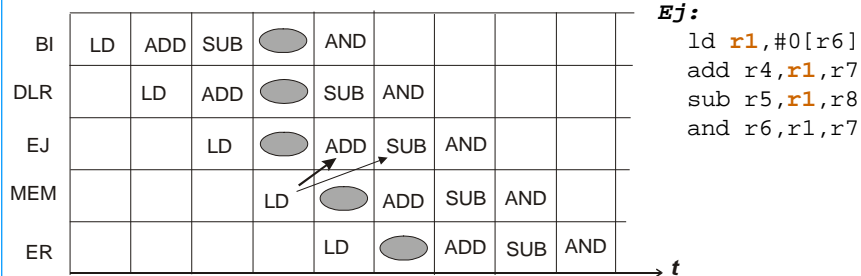 BI LD ADD SUB AND
DLR LD ADD SUB AND
EJ LD ADD SUB AND
MEM LD ADD SUB AND
ER LD ADD SUB AND
t
Ej:
ld r1,#0[r6]
add r4,r1,r7
sub r5,r1,r8
and r6,r1,r7